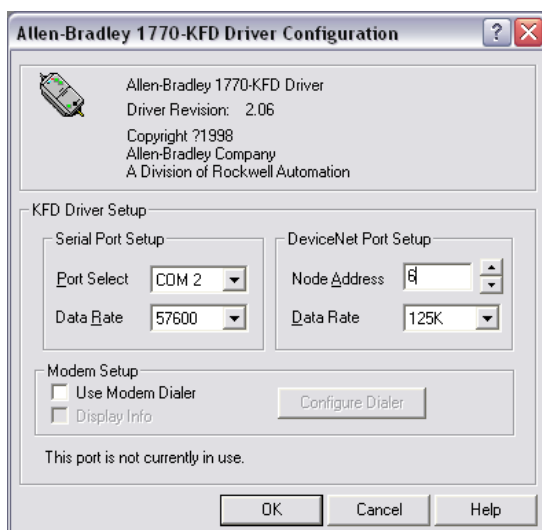 Allen-Bradley 1770-KFD Driver Configuration
Allen-Bradley 1770-KFD Driver
Driver Revision: 2.06
Copyright ?1998
Allen-Bradley Company
A Division of Rockwell Automation
KFD Driver Setup
Serial Port Setup
Port Select COM 2
Data Rate 57600
DeviceNet Port Setup
Node Address 6
Data Rate 125K
Modem Setup
Use Modem Dialer
Display Info
Configure Dialer
This port is not currently in use.
OK Cancel Help